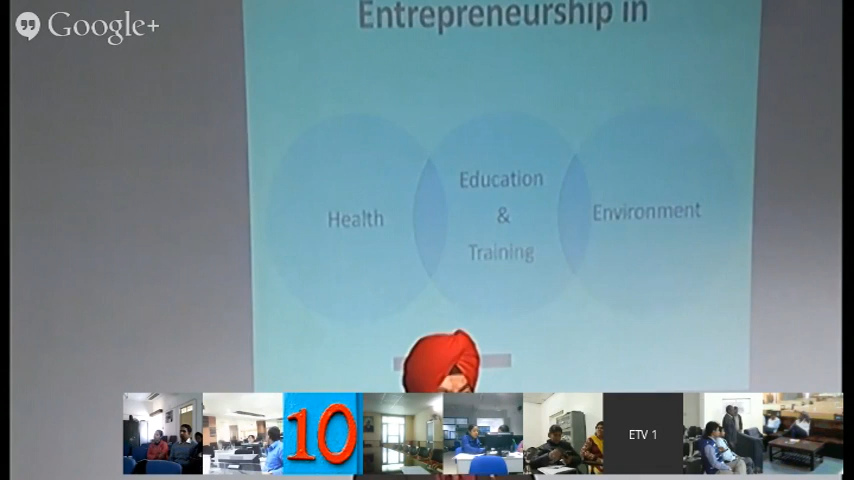 Google+
Entrepreneurship in
Health
Education
&
Training
Environment
10
ETV 1